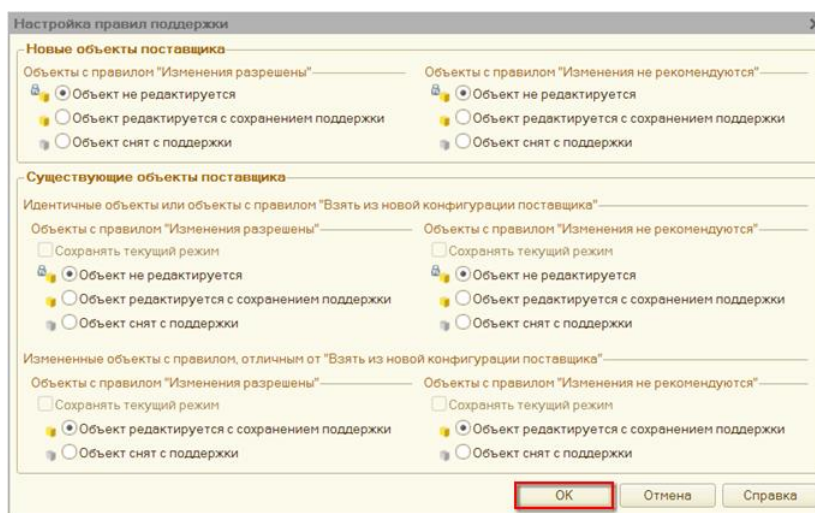 Настройка правил поддержки
Новые объекты поставщика
Объекты с правилом "Изменения разрешены"
Объект не редактируется
Объект редактируется с сохранением поддержки
Объект снят с поддержки
Объекты с правилом "Изменения не рекомендуются"
Объект не редактируется
Объект редактируется с сохранением поддержки
Объект снят с поддержки
Существующие объекты поставщика
Идентичные объекты или объекты с правилом "Взять из новой конфигурации поставщика"
Объекты с правилом "Изменения разрешены"
Сохранять текущий режим
Объект не редактируется
Объект редактируется с сохранением поддержки
Объект снят с поддержки
Объекты с правилом "Изменения не рекомендуются"
Сохранять текущий режим
Объект не редактируется
Объект редактируется с сохранением поддержки
Объект снят с поддержки
Измененные объекты с правилом, отличным от "Взять из новой конфигурации поставщика"
Объекты с правилом "Изменения разрешены"
Сохранять текущий режим
Объект редактируется с сохранением поддержки
Объект снят с поддержки
Объекты с правилом "Изменения не рекомендуются"
Сохранять текущий режим
Объект редактируется с сохранением поддержки
Объект снят с поддержки
ОК
Отмена
Справка